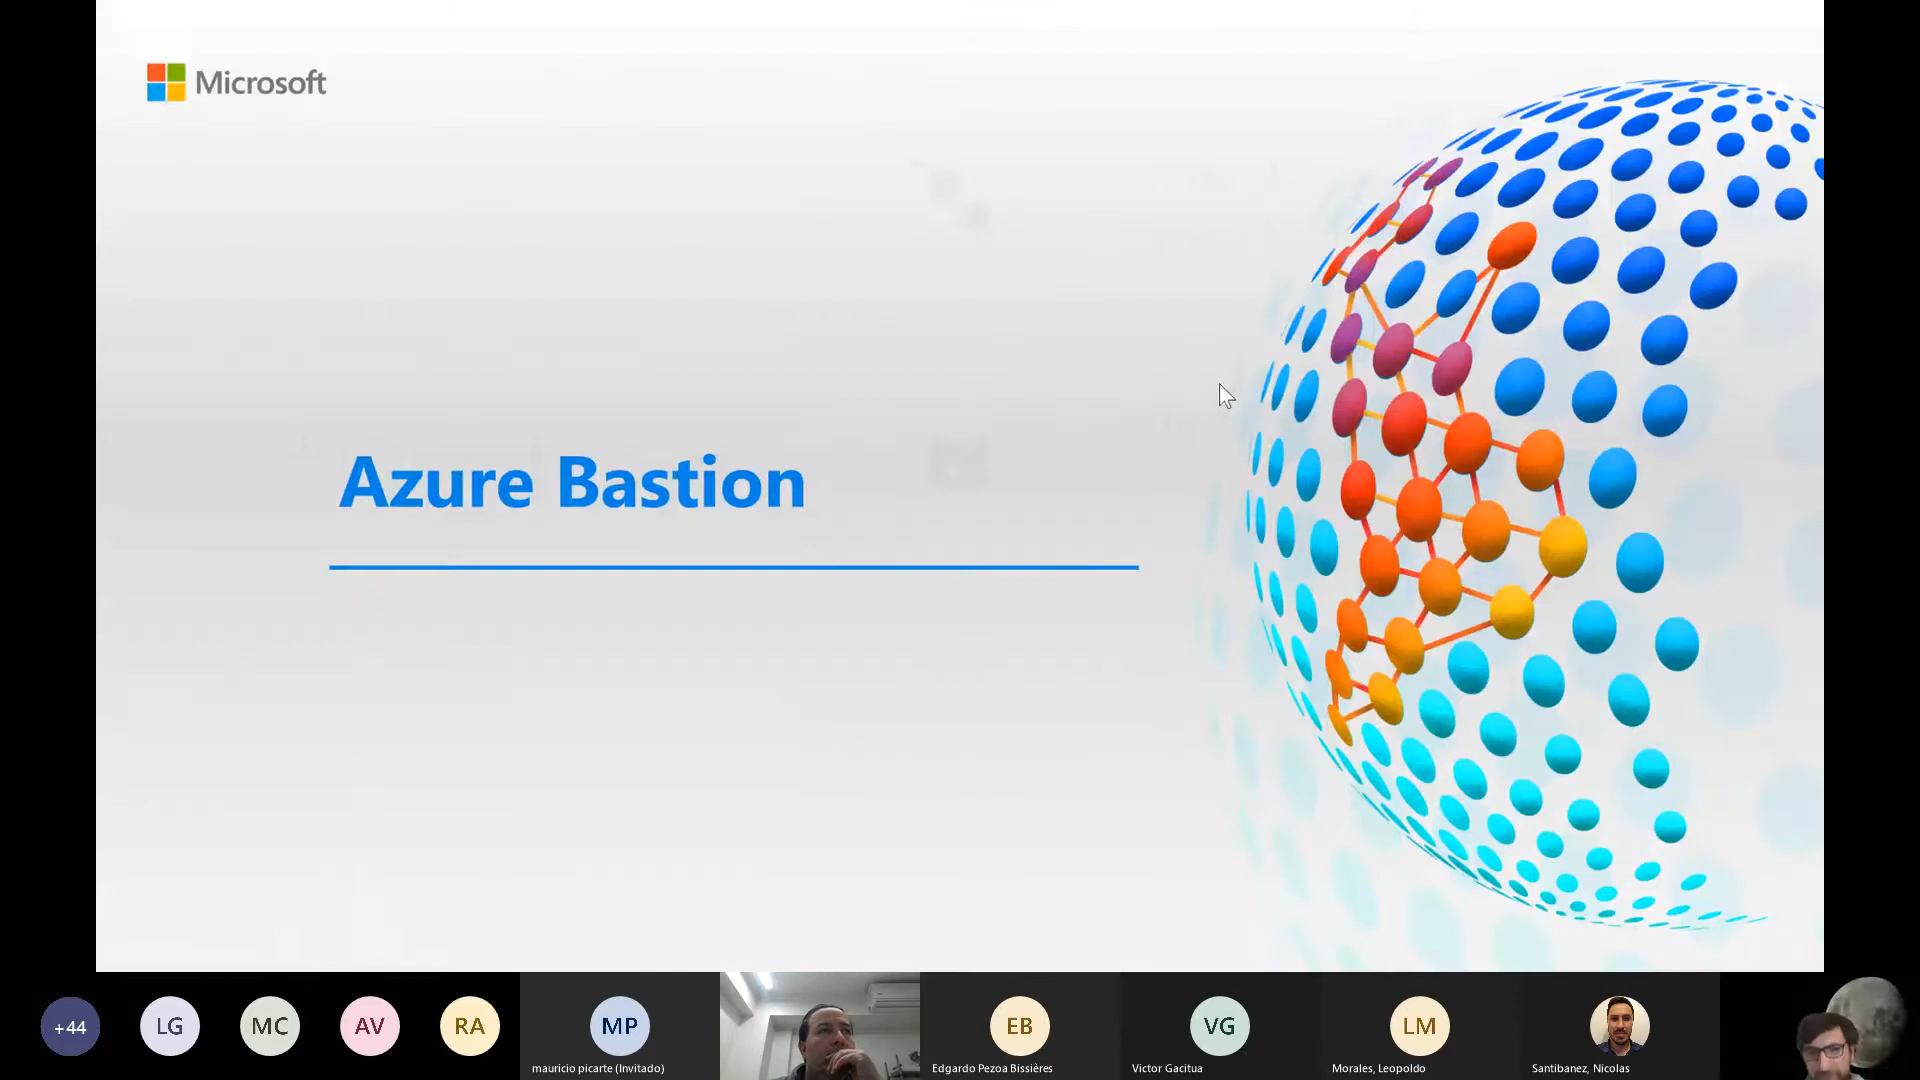 Microsoft
Azure Bastion
+44
LG
MC
AV
RA
MP
EB
VG
LM
mauricio picarte (Invitado)
Edgardo Pezoa Bissières
Victor Gacitua
Morales, Leopoldo
Santibanez, Nicolas